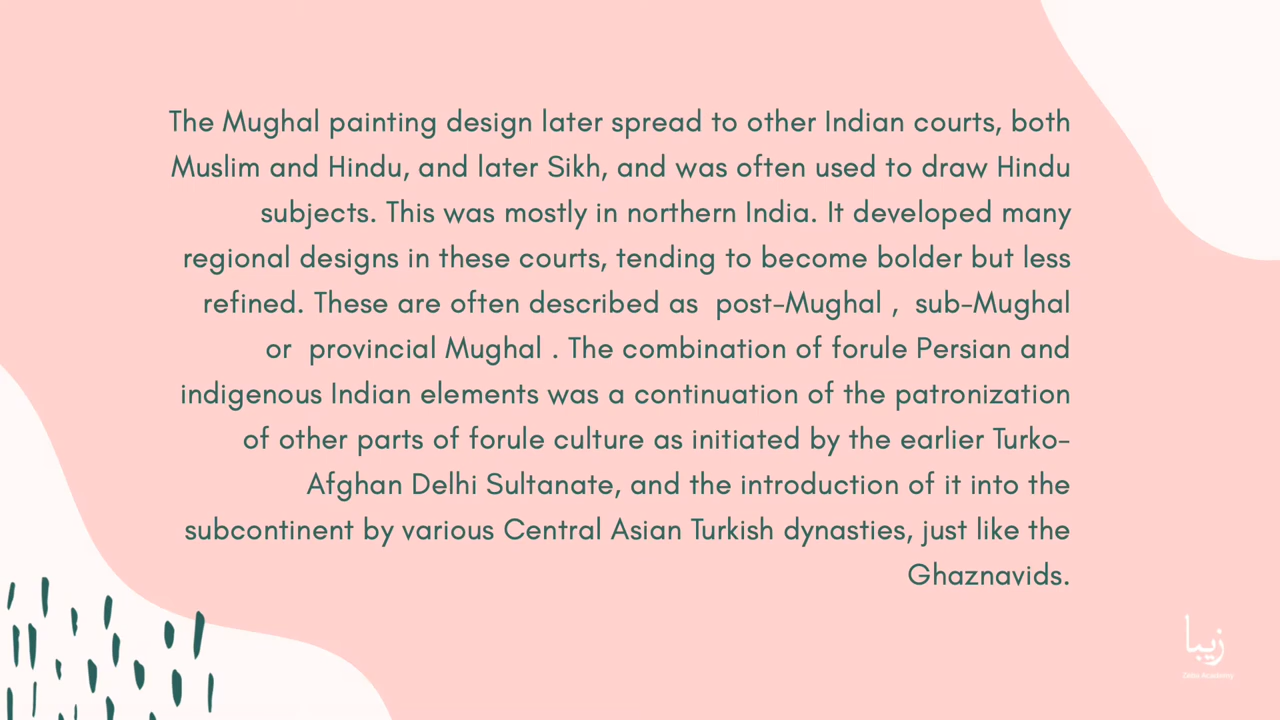 The Mughal painting design later spread to other Indian courts, both
Muslim and Hindu, and later Sikh, and was often used to draw Hindu
subjects. This was mostly in northern India. It developed many
regional designs in these courts, tending to become bolder but less
refined. These are often described as  post-Mughal ,  sub-Mughal
or  provincial Mughal . The combination of forule Persian and
indigenous Indian elements was a continuation of the patronization
of other parts of forule culture as initiated by the earlier Turko-
Afghan Delhi Sultanate, and the introduction of it into the
subcontinent by various Central Asian Turkish dynasties, just like the
Ghaznavids.
زیبا
Academy